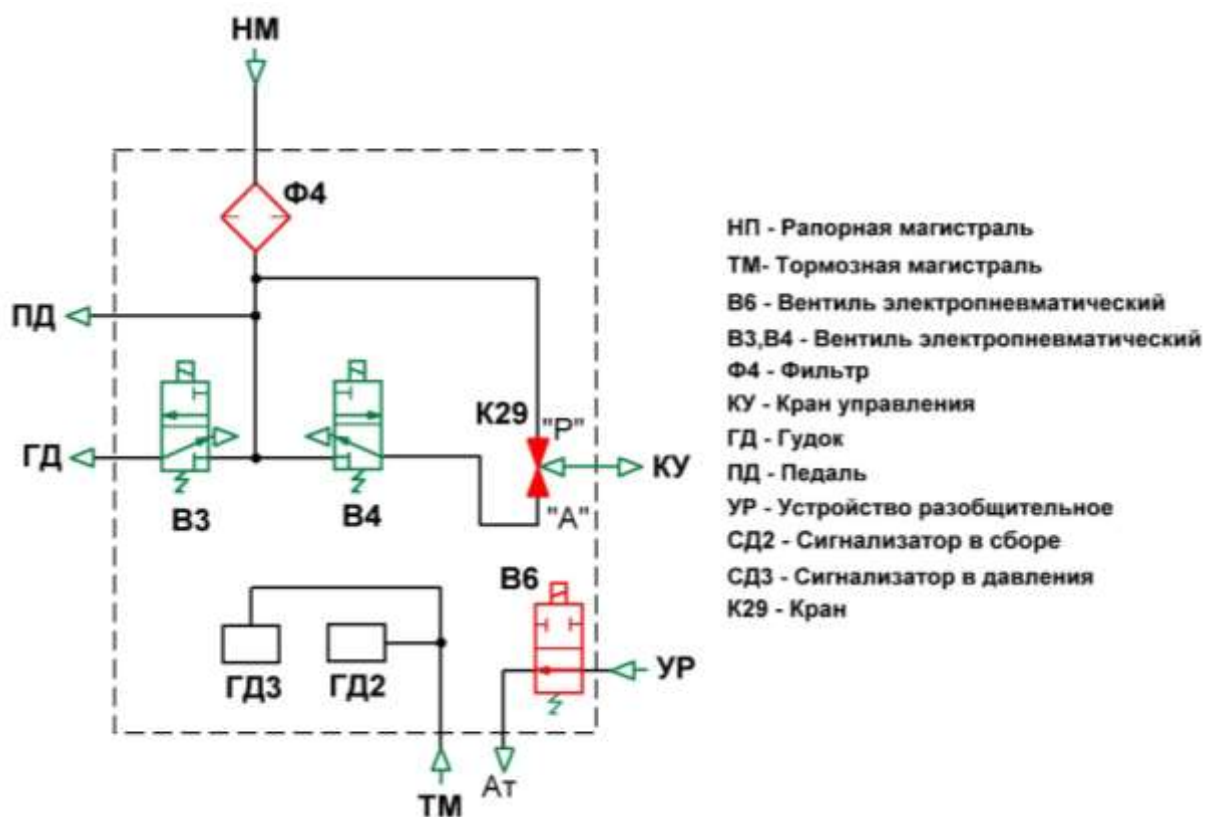 НМ
Ф4
ПД
К29
"Р"
ГД
КУ
В3
В4
"А"
В6
ГД3
ГД2
УР
ТМ
Ат
НП - Рапорная магистраль
ТМ- Тормозная магистраль
В6 - Вентиль электропневматический
В3,В4 - Вентиль электропневматический
Ф4 - Фильтр
КУ - Кран управления
ГД - Гудок
ПД - Педаль
УР - Устройство разобщительное
СД2 - Сигнализатор в сборе
СД3 - Сигнализатор в давления
К29 - Кран